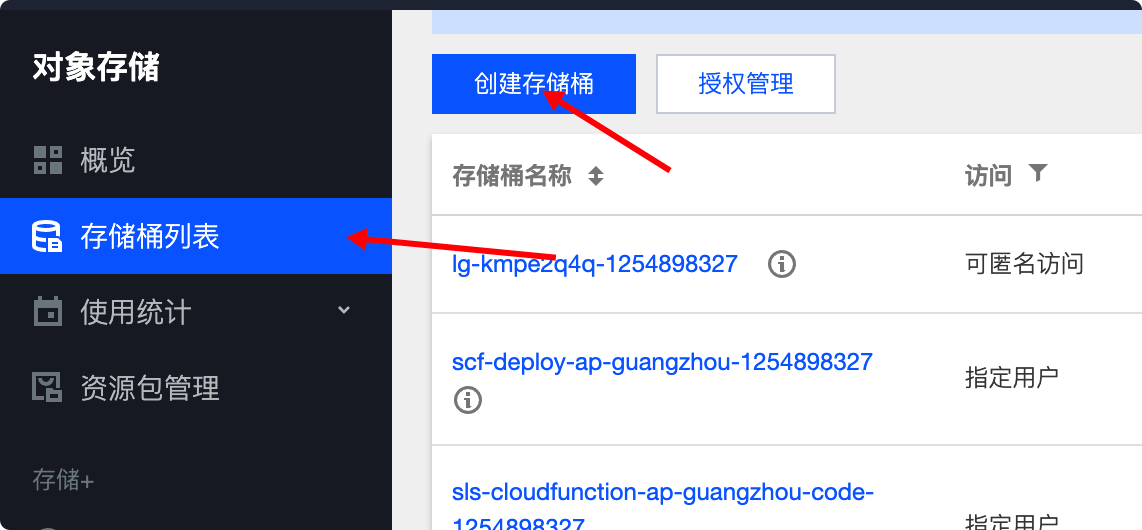 对象存储
概览
存储桶列表
使用统计
资源包管理
存储+
创建存储桶 授权管理
存储桶名称 访问
lg-kmpe2q4q-1254898327 可匿名访问
scf-deploy-ap-guangzhou-1254898327 指定用户
sls-cloudfunction-ap-guangzhou-code-
1254898327 指定用户